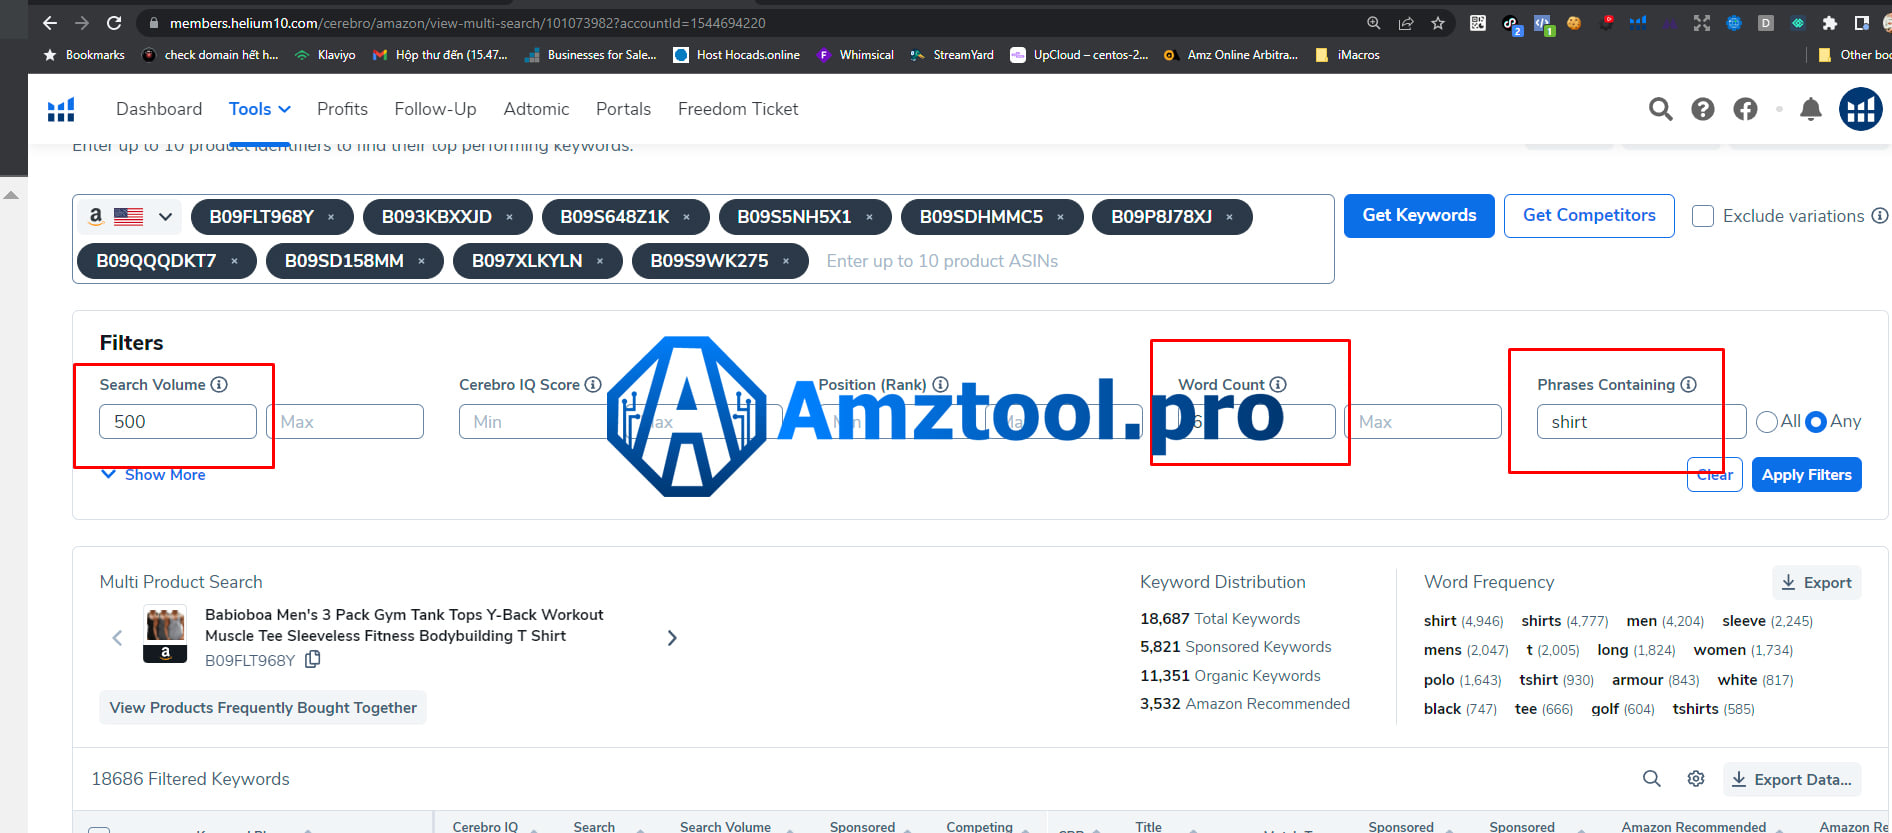 members.helium10.com/cerebro/amazon/view-multi-search/101073982?accountId=1544694220
Bookmarks check domain hết h... Klaviyo Hộp thư đến (15.47... Businesses for Sale... Host Hocads.online Whimsical StreamYard UpCloud – centos-2... Amz Online Arbitra... iMacros Other boo
Dashboard Tools Profits Follow-Up Adtomic Portals Freedom Ticket
Enter up to 10 product identifiers to find their top performing keywords.
B09FLT968Y × B093KBXXJD × B09S648Z1K × B09S5NH5X1 × B09SDHMMC5 × B09P8J78XJ × Get Keywords Get Competitors Exclude variations
B09QQQDKT7 × B09SD158MM × B097XLKYLN × B09S9WK275 × Enter up to 10 product ASINs
Filters
Search Volume Cerebro IQ Score Position (Rank) Word Count Phrases Containing
500 Max Min Max Min Max 6 Max shirt All Any
Amztool.pro
Show More Clear Apply Filters
Multi Product Search Keyword Distribution Word Frequency Export
Babioboa Men's 3 Pack Gym Tank Tops Y-Back Workout
Muscle Tee Sleeveless Fitness Bodybuilding T Shirt
B09FLT968Y
View Products Frequently Bought Together
18,687 Total Keywords
5,821 Sponsored Keywords
11,351 Organic Keywords
3,532 Amazon Recommended
shirt (4,946) shirts (4,777) men (4,204) sleeve (2,245)
mens (2,047) t (2,005) long (1,824) women (1,734)
polo (1,643) tshirt (930) armour (843) white (817)
black (747) tee (666) golf (604) tshirts (585)
18686 Filtered Keywords Export Data...
Cerebro IQ Search Search Volume Sponsored Competing Title Sponsored Sponsored Amazon Recommended Amazon Re